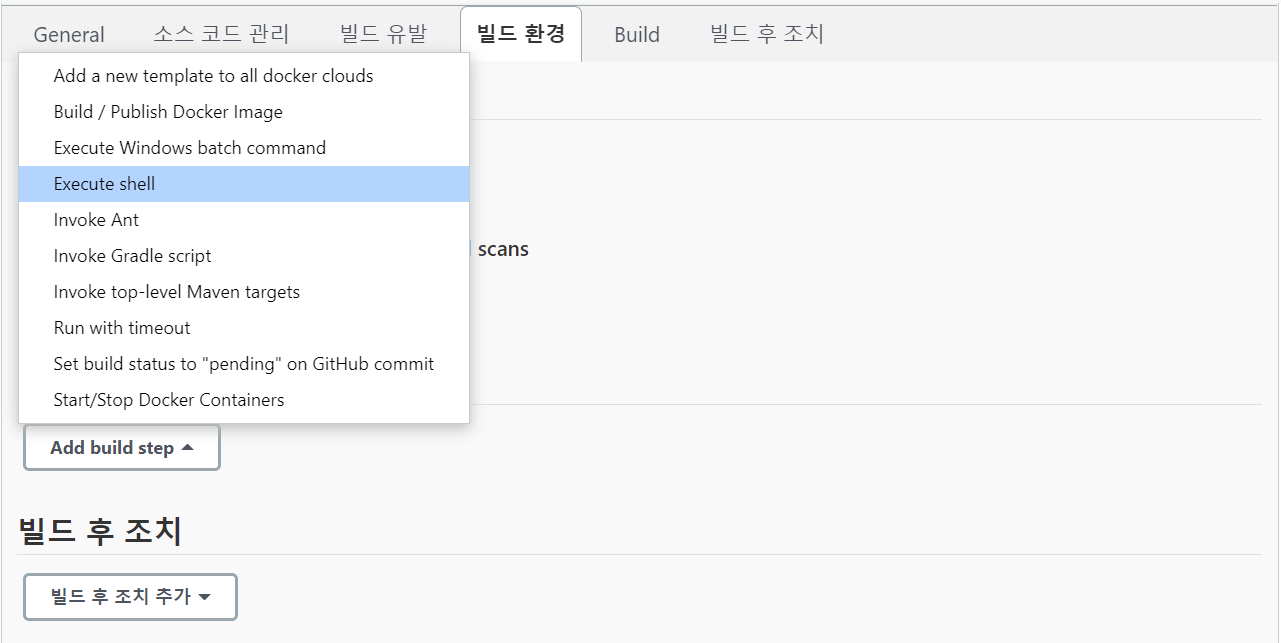 General 소스 코드 관리 빌드 유발 빌드 환경 Build 빌드 후 조치
Add a new template to all docker clouds
Build / Publish Docker Image
Execute Windows batch command
Execute shell
Invoke Ant
Invoke Gradle script
scans
Invoke top-level Maven targets
Run with timeout
Set build status to "pending" on GitHub commit
Start/Stop Docker Containers
Add build step
빌드 후 조치
빌드 후 조치 추가